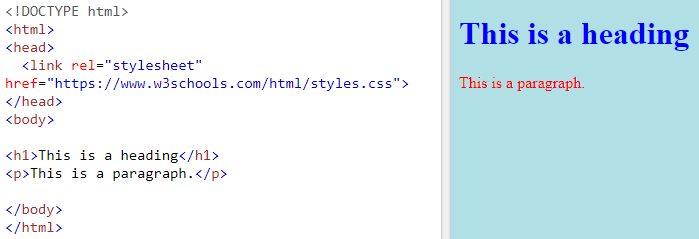 <!DOCTYPE html>
<html>
<head>
  <link rel="stylesheet"
href="https://www.w3schools.com/html/styles.css">
</head>
<body>

<h1>This is a heading</h1>
<p>This is a paragraph.</p>

</body>
</html>
This is a heading
This is a paragraph.